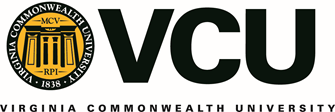 VIRGINIA COMMONWEALTH UNIVERSITY
MCV
RPI
· 1838 ·
VCU
VIRGINIA COMMONWEALTH UNIVERSITY